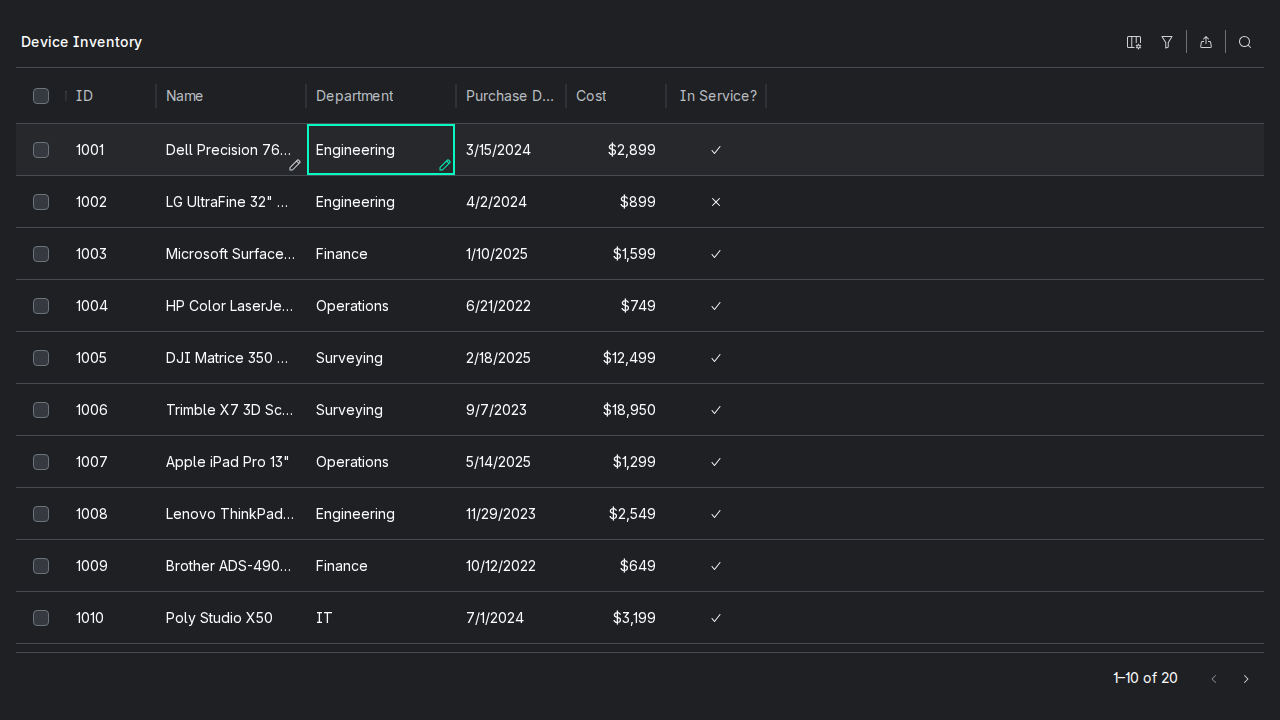 Device Inventory
ID Name Department Purchase D... Cost In Service?
1001 Dell Precision 76... Engineering 3/15/2024 $2,899
1002 LG UltraFine 32" ... Engineering 4/2/2024 $899
1003 Microsoft Surface... Finance 1/10/2025 $1,599
1004 HP Color LaserJe... Operations 6/21/2022 $749
1005 DJI Matrice 350 ... Surveying 2/18/2025 $12,499
1006 Trimble X7 3D Sc... Surveying 9/7/2023 $18,950
1007 Apple iPad Pro 13" Operations 5/14/2025 $1,299
1008 Lenovo ThinkPad... Engineering 11/29/2023 $2,549
1009 Brother ADS-490... Finance 10/12/2022 $649
1010 Poly Studio X50 IT 7/1/2024 $3,199
1–10 of 20